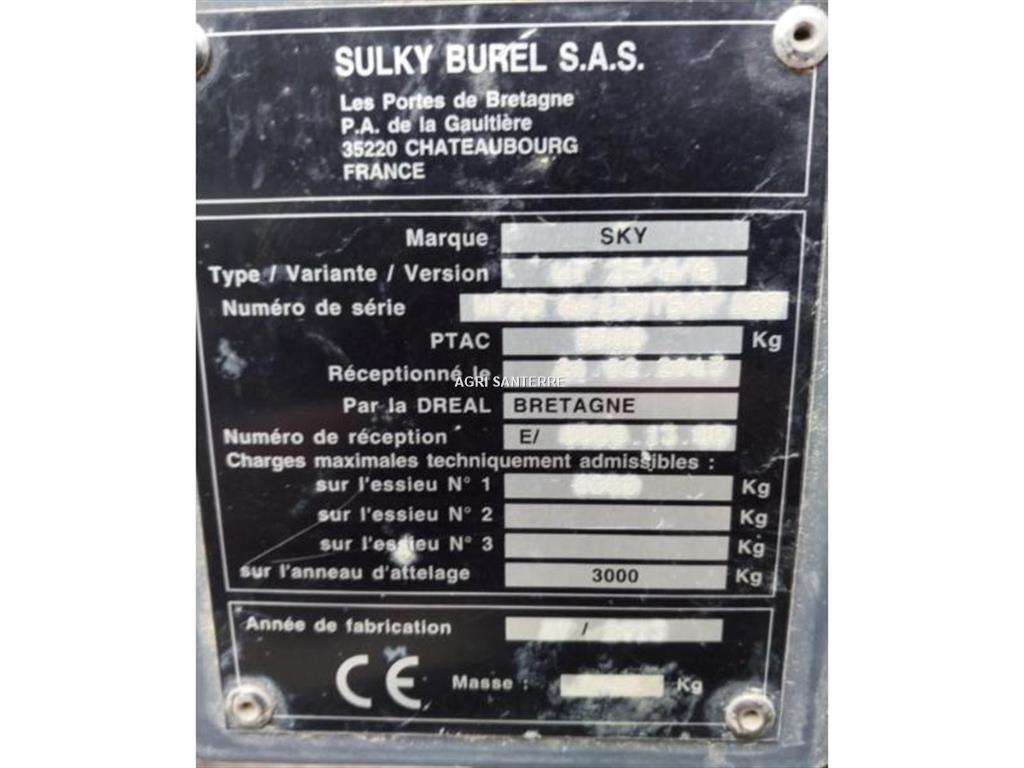 SULKY BUREL S.A.S.
Les Portes de Bretagne
P.A. de la Gaultière
35220 CHATEAUBOURG
FRANCE
Marque SKY
Type / Variante / Version
Numéro de série
PTAC Kg
Réceptionné le
AGRI SANTERRE
Par la DREAL BRETAGNE
Numéro de réception E/
Charges maximales techniquement admissibles :
sur l'essieu N° 1 Kg
sur l'essieu N° 2 Kg
sur l'essieu N° 3 Kg
sur l'anneau d'attelage 3000 Kg
Année de fabrication /
CE Masse : Kg